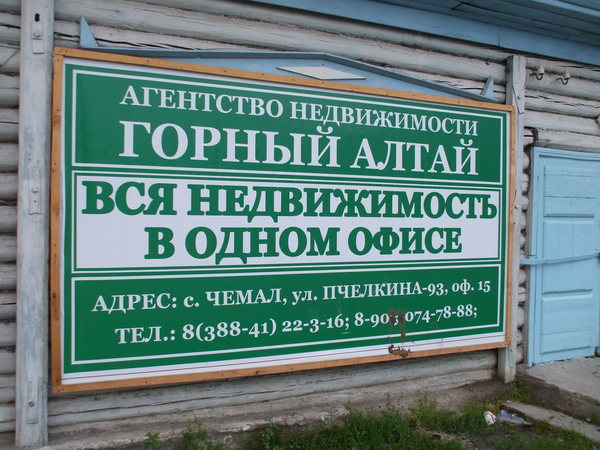 АГЕНТСТВО НЕДВИЖИМОСТИ
ГОРНЫЙ АЛТАЙ
ВСЯ НЕДВИЖИМОСТЬ
В ОДНОМ ОФИСЕ
АДРЕС: с. ЧЕМАЛ, ул. ПЧЕЛКИНА-93, оф. 15
ТЕЛ.: 8(388-41) 22-3-16;